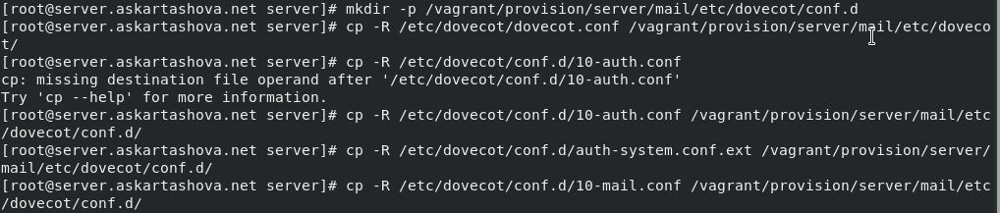 [root@server.askartashova.net server]# mkdir -p /vagrant/provision/server/mail/etc/dovecot/conf.d
[root@server.askartashova.net server]# cp -R /etc/dovecot/dovecot.conf /vagrant/provision/server/mail/etc/doveco
t/
[root@server.askartashova.net server]# cp -R /etc/dovecot/conf.d/10-auth.conf
cp: missing destination file operand after '/etc/dovecot/conf.d/10-auth.conf'
Try 'cp --help' for more information.
[root@server.askartashova.net server]# cp -R /etc/dovecot/conf.d/10-auth.conf /vagrant/provision/server/mail/etc
/dovecot/conf.d/
[root@server.askartashova.net server]# cp -R /etc/dovecot/conf.d/auth-system.conf.ext /vagrant/provision/server/
mail/etc/dovecot/conf.d/
[root@server.askartashova.net server]# cp -R /etc/dovecot/conf.d/10-mail.conf /vagrant/provision/server/mail/etc
/dovecot/conf.d/